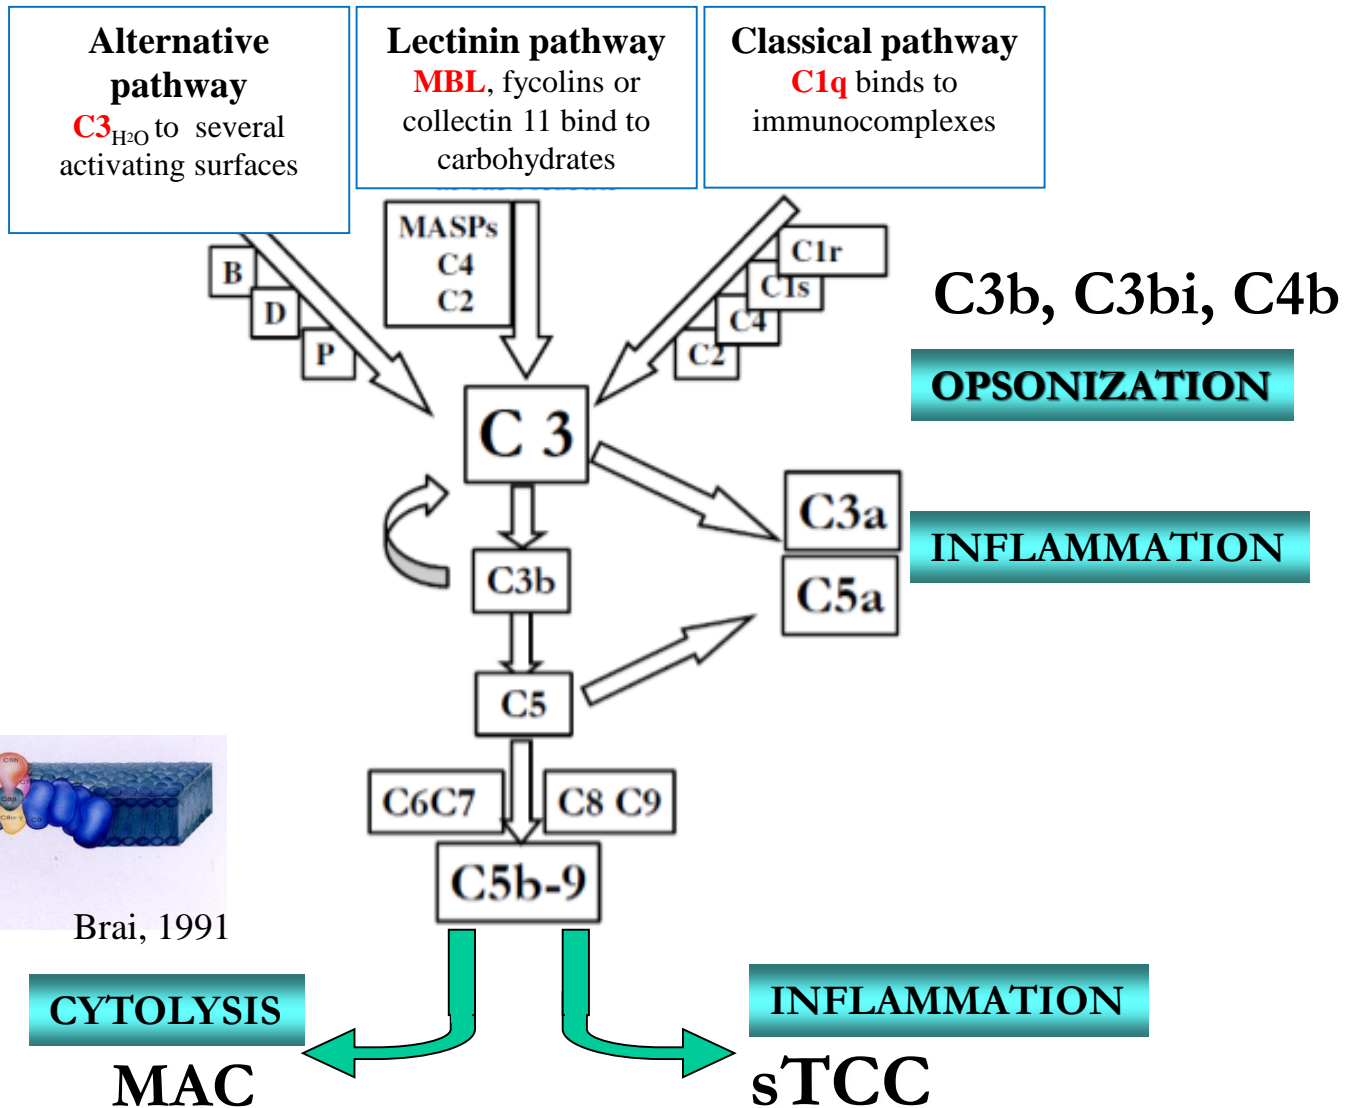 Alternative
pathway
C3H2O to several
activating surfaces
Lectinin pathway
MBL, fycolins or
collectin 11 bind to
carbohydrates
Classical pathway
C1q binds to
immunocomplexes
B
D
P
MASPs
C4
C2
C1r
C1s
C4
C2
C3b, C3bi, C4b
OPSONIZATION
C 3
C3a
INFLAMMATION
C3b
C5a
C5
C5b
C9
C6C7
C8 C9
C5b-9
Brai, 1991
CYTOLYSIS
MAC
INFLAMMATION
sTCC